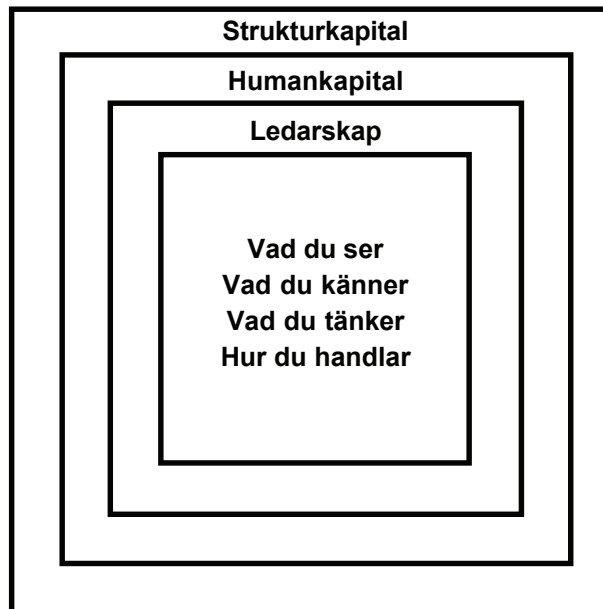 Strukturkapital
Humankapital
Ledarskap
Vad du ser
Vad du känner
Vad du tänker
Hur du handlar